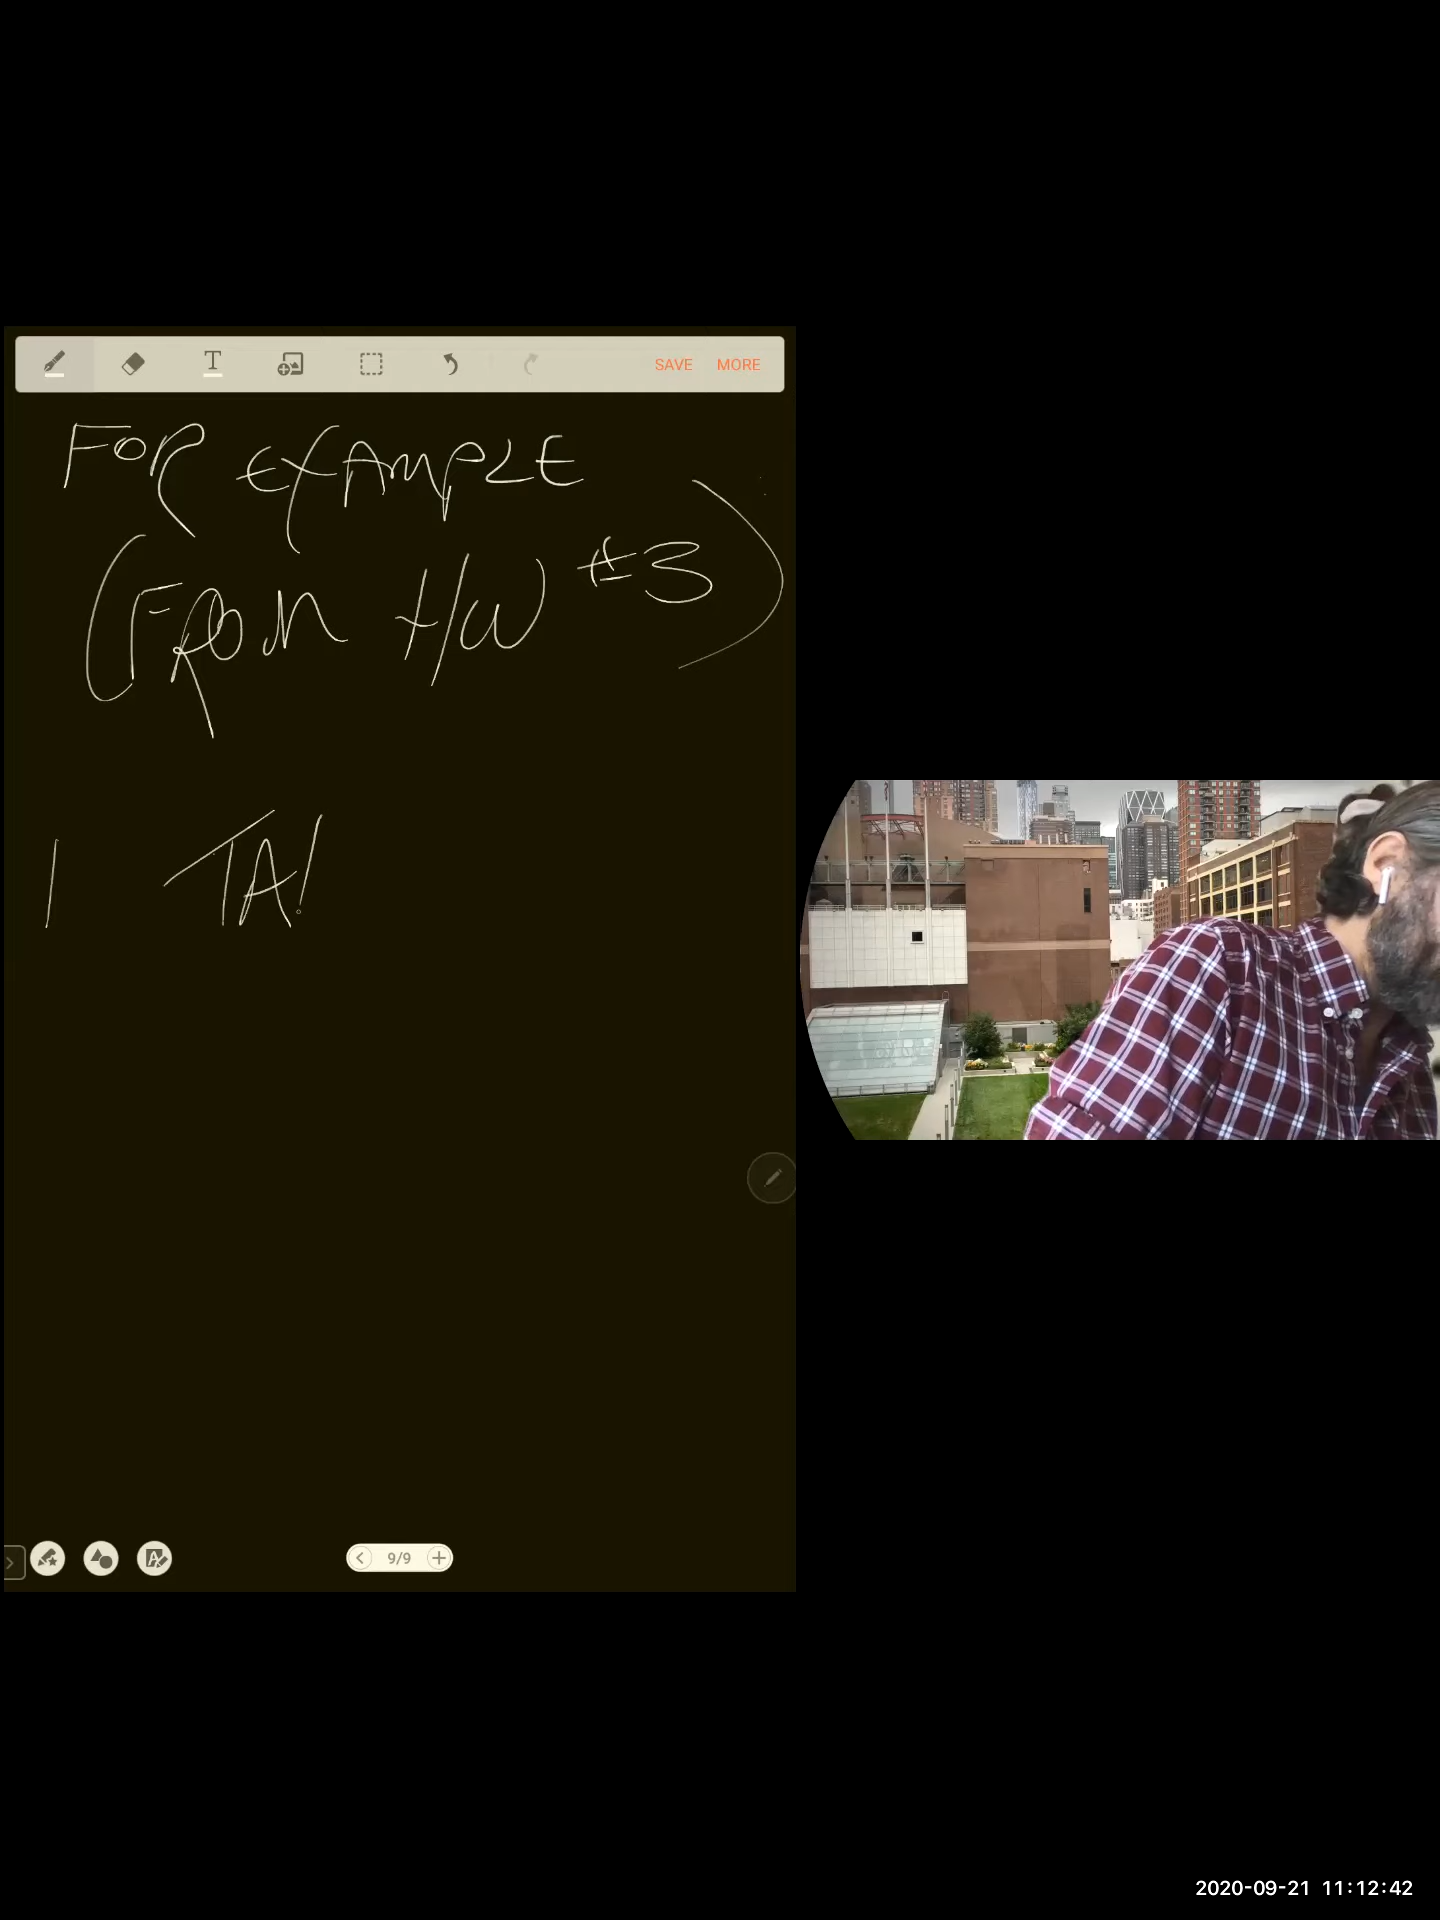 T
SAVE MORE
FOR EXAMPLE
(FROM H/W #3)
1 TA!
A
9/9
2020-09-21 11:12:42